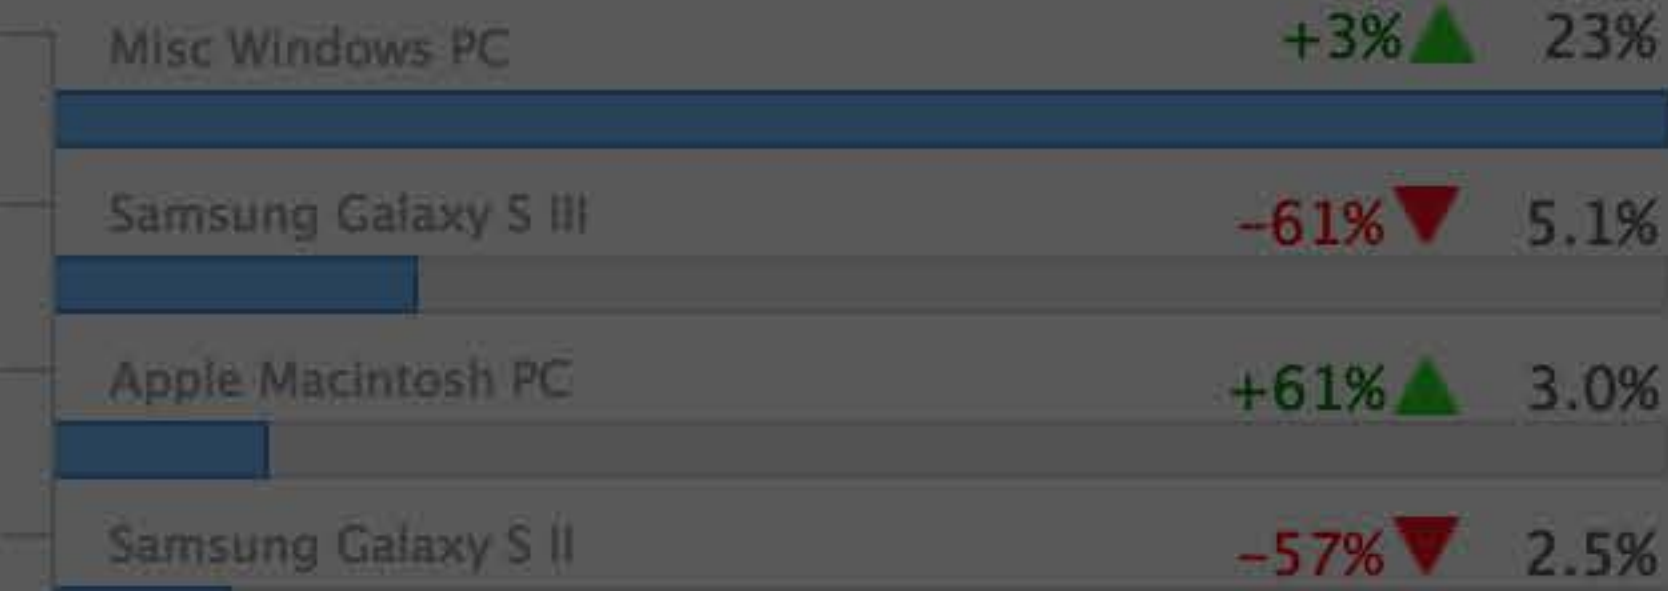 Misc Windows PC +3% 23%
Samsung Galaxy S III -61% 5.1%
Apple Macintosh PC +61% 3.0%
Samsung Galaxy S II -57% 2.5%